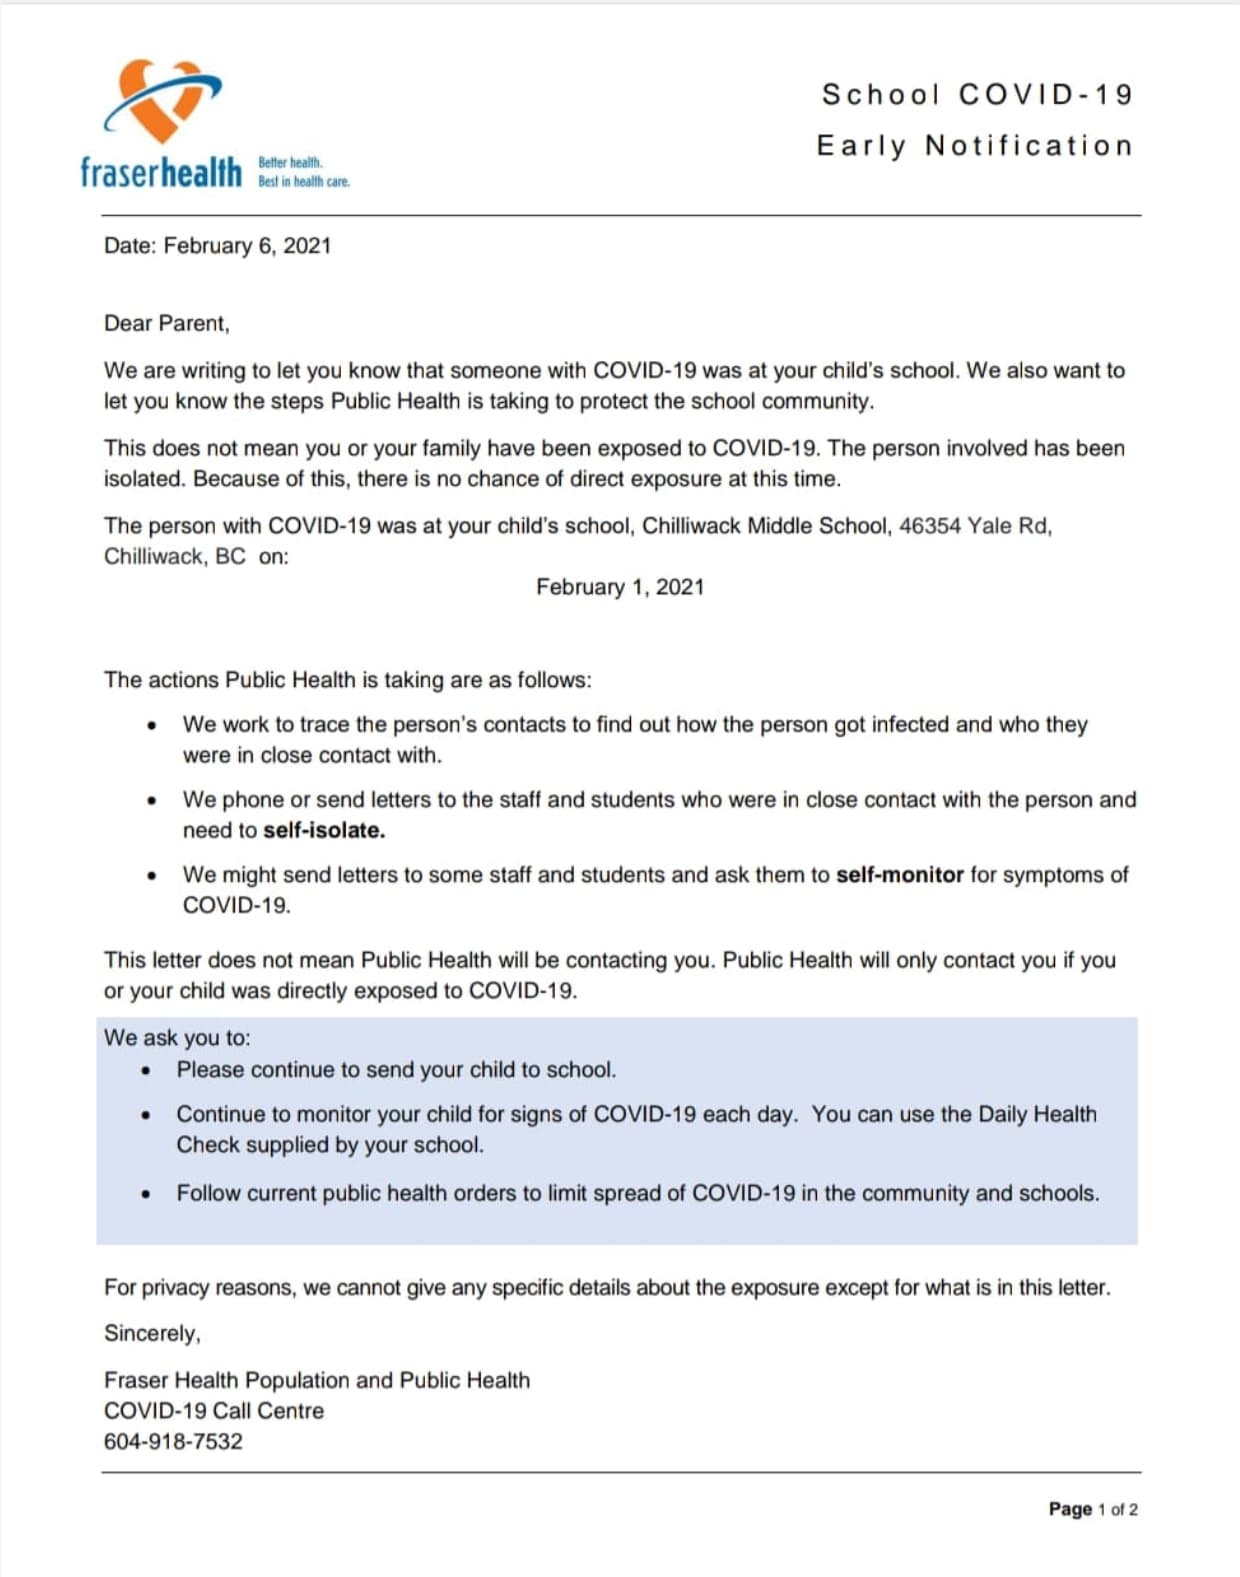 fraserhealth
Better health.
Best in health care.
School COVID-19
Early Notification
Date: February 6, 2021
Dear Parent,
We are writing to let you know that someone with COVID-19 was at your child's school. We also want to
let you know the steps Public Health is taking to protect the school community.
This does not mean you or your family have been exposed to COVID-19. The person involved has been
isolated. Because of this, there is no chance of direct exposure at this time.
The person with COVID-19 was at your child's school, Chilliwack Middle School, 46354 Yale Rd,
Chilliwack, BC  on:
February 1, 2021
The actions Public Health is taking are as follows:
• We work to trace the person's contacts to find out how the person got infected and who they
were in close contact with.
• We phone or send letters to the staff and students who were in close contact with the person and
need to self-isolate.
• We might send letters to some staff and students and ask them to self-monitor for symptoms of
COVID-19.
This letter does not mean Public Health will be contacting you. Public Health will only contact you if you
or your child was directly exposed to COVID-19.
We ask you to:
• Please continue to send your child to school.
• Continue to monitor your child for signs of COVID-19 each day.  You can use the Daily Health
Check supplied by your school.
• Follow current public health orders to limit spread of COVID-19 in the community and schools.
For privacy reasons, we cannot give any specific details about the exposure except for what is in this letter.
Sincerely,
Fraser Health Population and Public Health
COVID-19 Call Centre
604-918-7532
Page 1 of 2